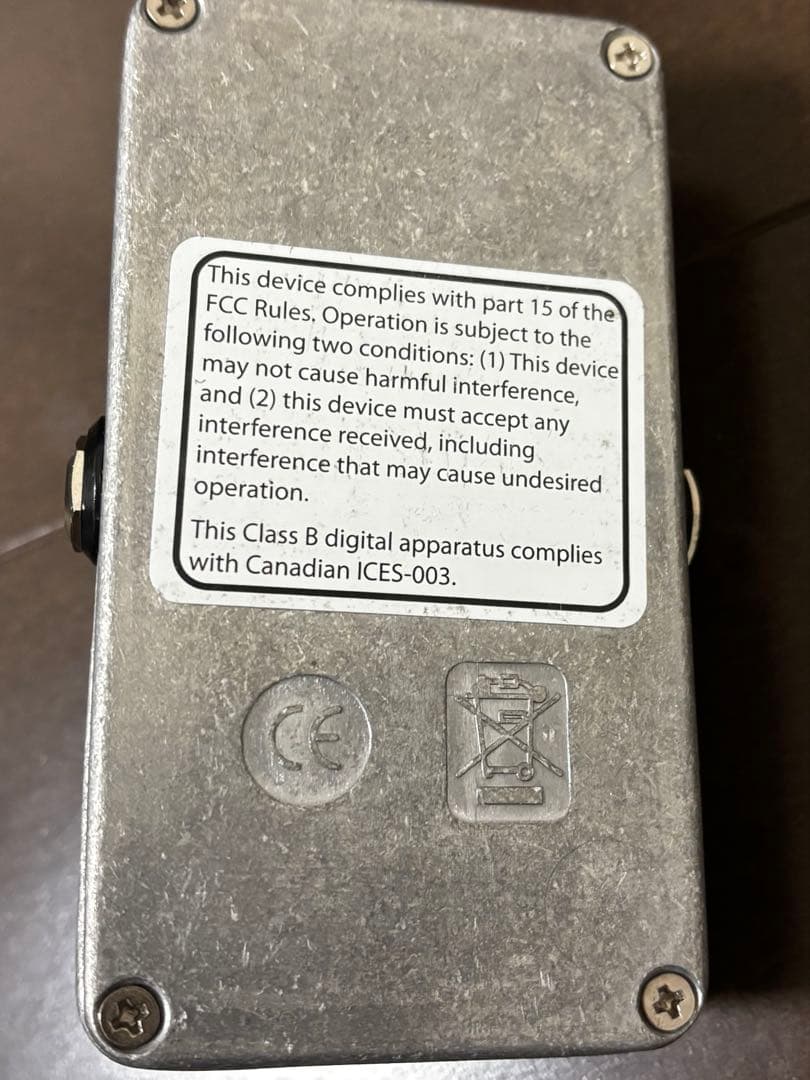 This device complies with part 15 of the
FCC Rules. Operation is subject to the
following two conditions: (1) This device
may not cause harmful interference,
and (2) this device must accept any
interference received, including
interference that may cause undesired
operation.
This Class B digital apparatus complies
with Canadian ICES-003.
CE